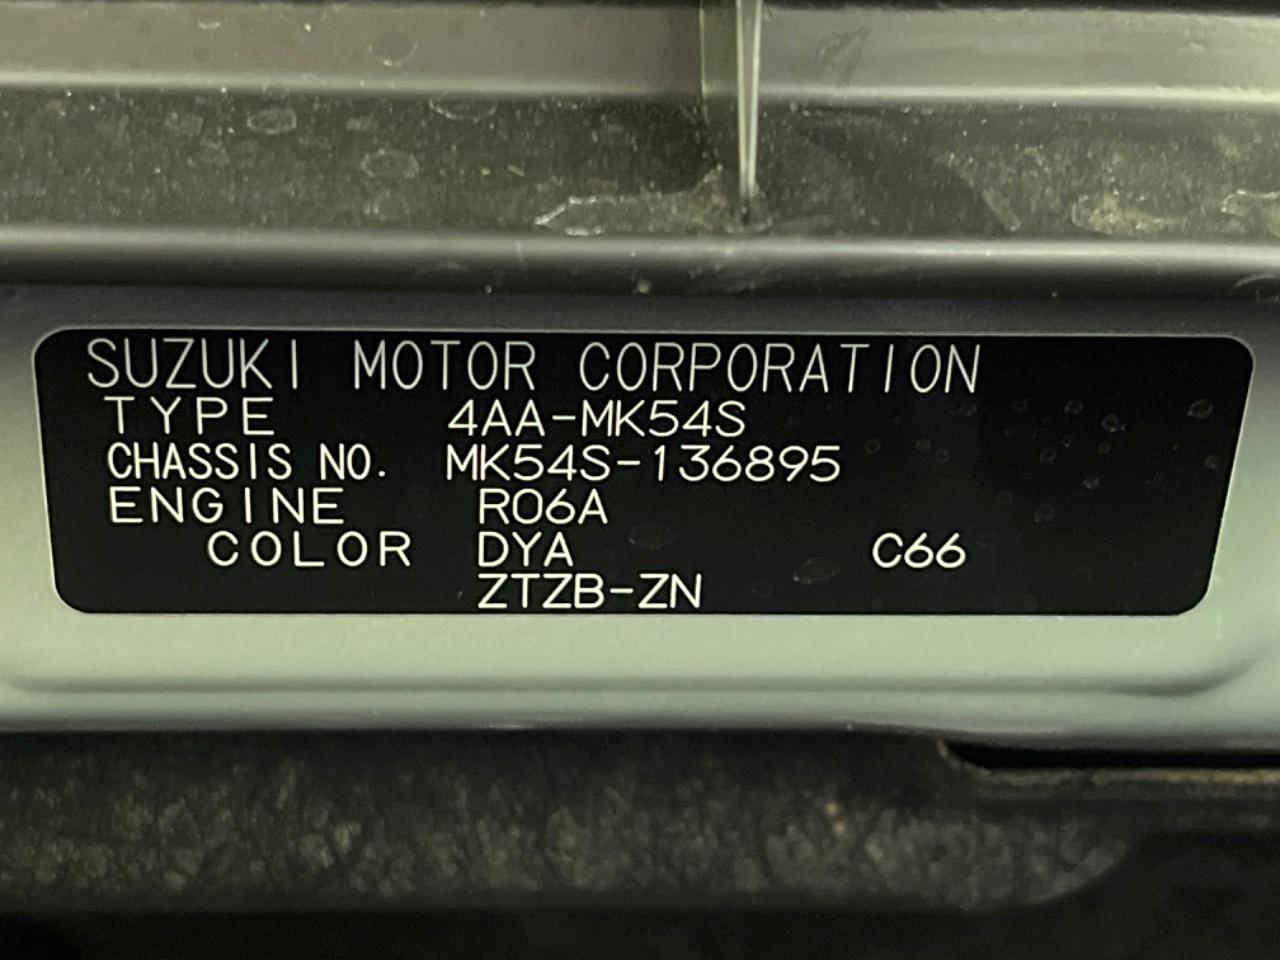 SUZUKI MOTOR CORPORATION
TYPE 4AA-MK54S
CHASSIS NO. MK54S-136895
ENGINE R06A
COLOR DYA C66
ZTZB-ZN